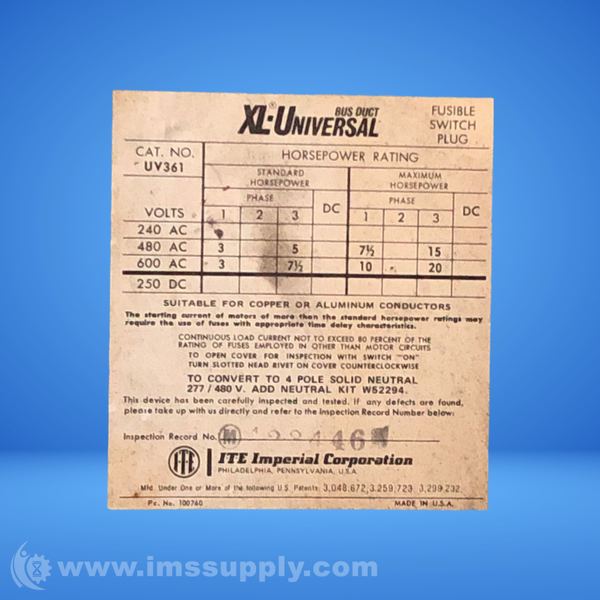 XL-UNIVERSAL® BUS DUCT
FUSIBLE
SWITCH
PLUG
CAT. NO.
UV361
HORSEPOWER RATING
STANDARD
HORSEPOWER
MAXIMUM
HORSEPOWER
PHASE
DC
PHASE
DC
VOLTS
1 2 3
1 2 3
240 AC
480 AC 3 5 7½ 15
600 AC 3 7½ 10 20
250 DC
SUITABLE FOR COPPER OR ALUMINUM CONDUCTORS
The starting current of motors of more than the standard horsepower ratings may
require the use of fuses with appropriate time delay characteristics.
CONTINUOUS LOAD CURRENT NOT TO EXCEED 80 PERCENT OF THE
RATING OF FUSES EMPLOYED IN OTHER THAN MOTOR CIRCUITS
TO OPEN COVER FOR INSPECTION WITH SWITCH "ON"
TURN SLOTTED HEAD RIVET ON COVER COUNTERCLOCKWISE
TO CONVERT TO 4 POLE SOLID NEUTRAL
277/480 V. ADD NEUTRAL KIT W52294.
This device has been carefully inspected and tested. If any defects are found,
please take up with us directly and refer to the Inspection Record Number below:
Inspection Record No. M
ITE ITE Imperial Corporation
PHILADELPHIA, PENNSYLVANIA, U.S.A.
Mfd. Under One or More of the following U.S. Patents: 3,048,672, 3,259,723 3,299,232
Pc. No. 100760 MADE IN U.S.A.
www.imssupply.com